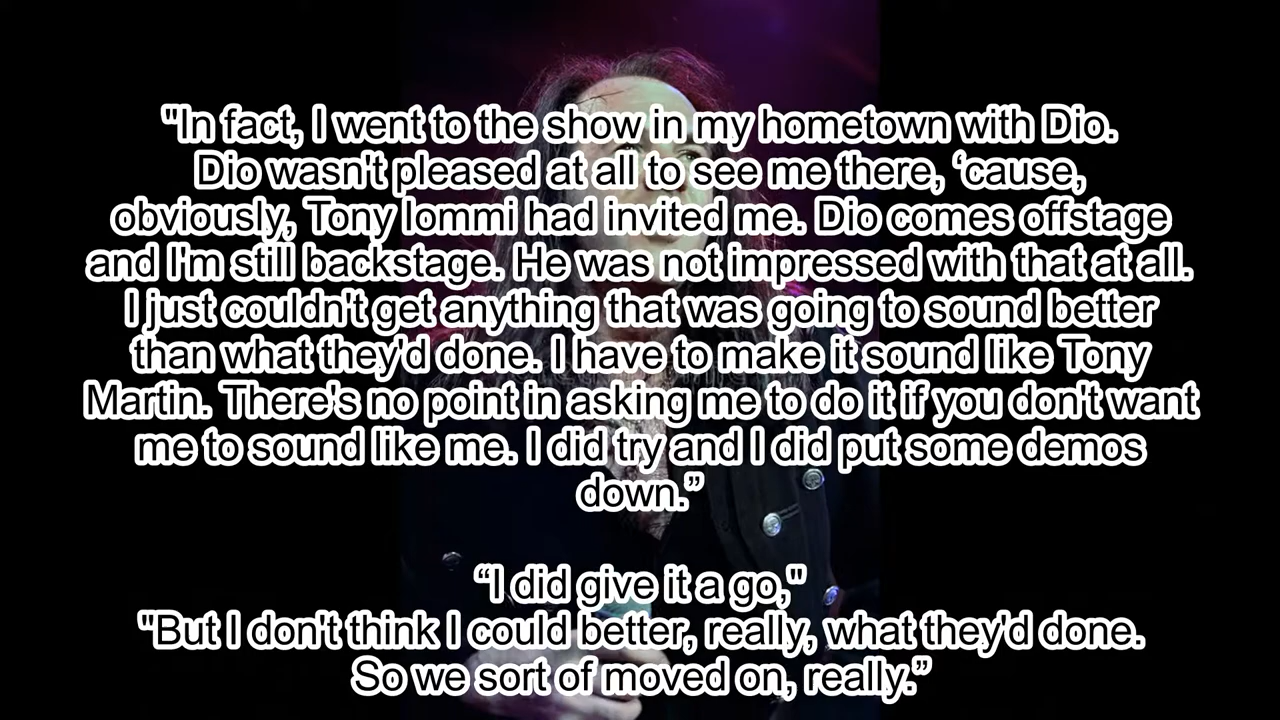 "In fact, I went to the show in my hometown with Dio.
Dio wasn't pleased at all to see me there, ‘cause,
obviously, Tony Iommi had invited me. Dio comes offstage
and I'm still backstage. He was not impressed with that at all.
I just couldn't get anything that was going to sound better
than what they'd done. I have to make it sound like Tony
Martin. There's no point in asking me to do it if you don't want
me to sound like me. I did try and I did put some demos
down.”
“I did give it a go,"
"But I don't think I could better, really, what they'd done.
So we sort of moved on, really.”